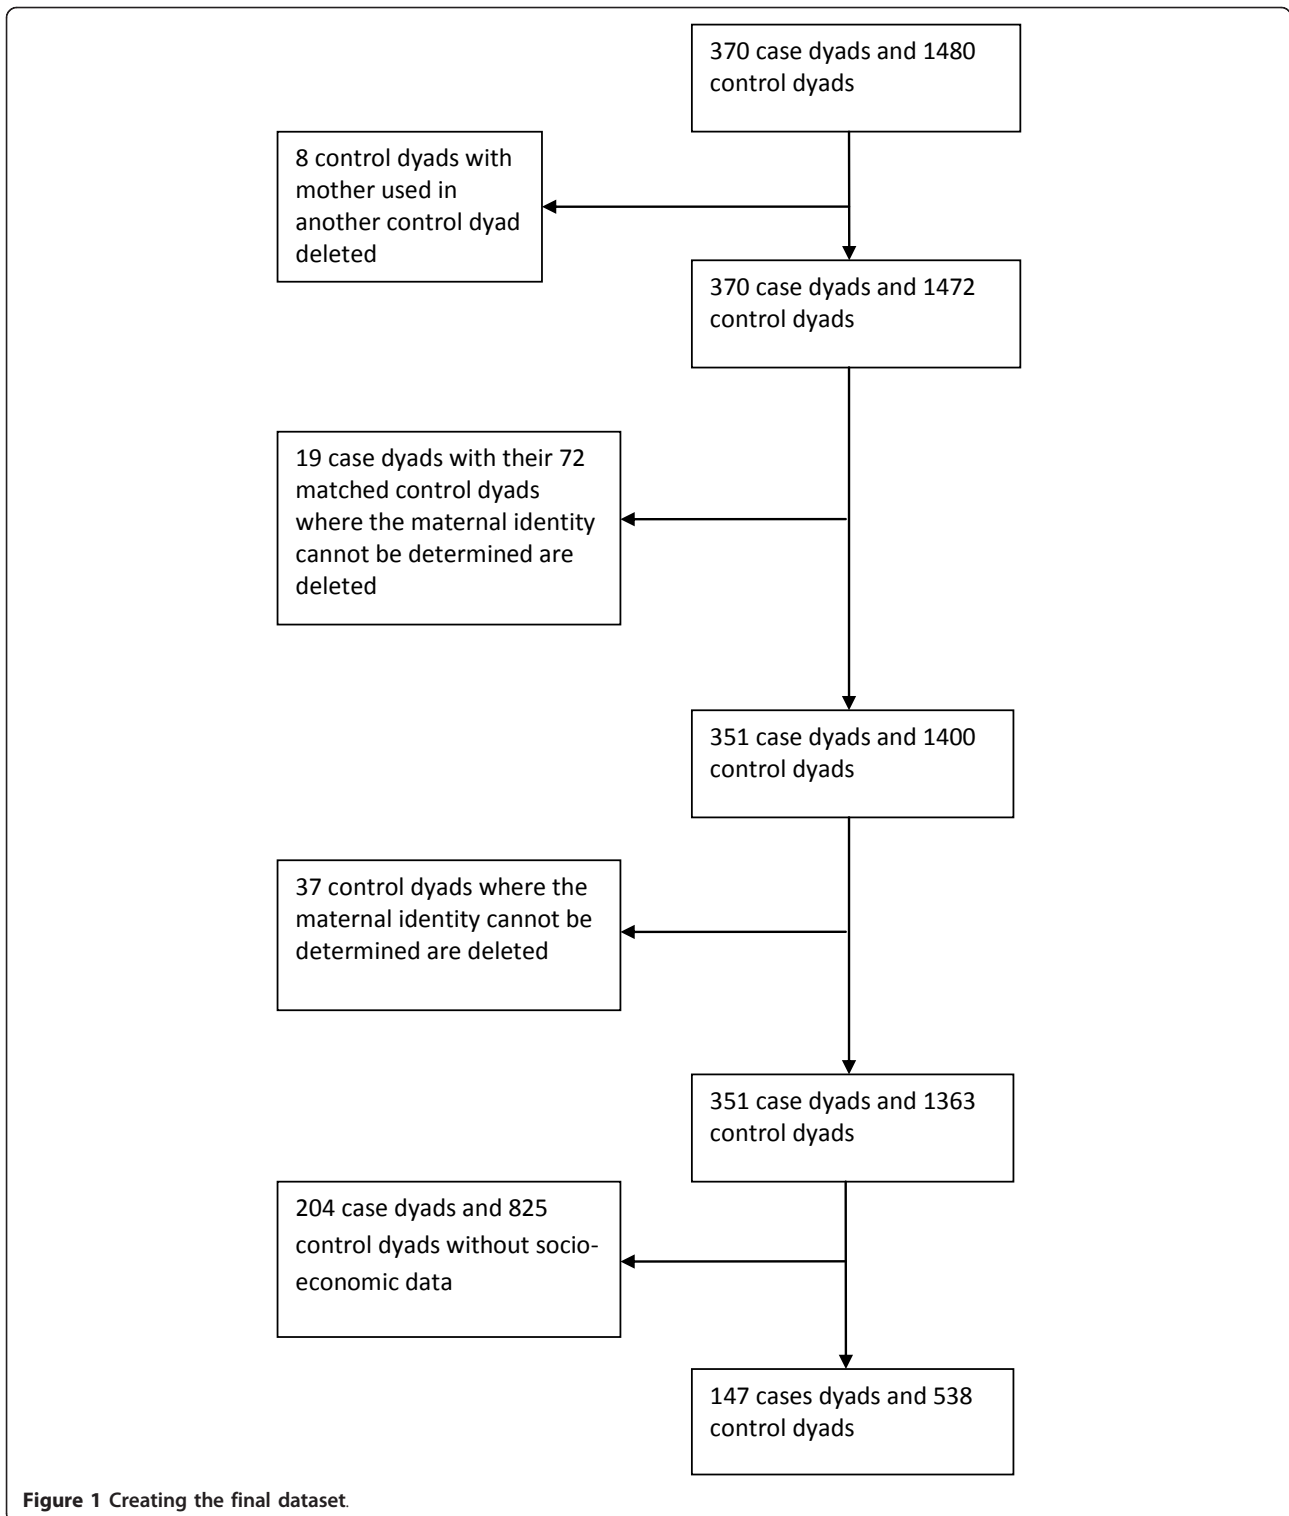 370 case dyads and 1480
control dyads
8 control dyads with
mother used in
another control dyad
deleted
370 case dyads and 1472
control dyads
19 case dyads with their 72
matched control dyads
where the maternal identity
cannot be determined are
deleted
351 case dyads and 1400
control dyads
37 control dyads where the
maternal identity cannot be
determined are deleted
351 case dyads and 1363
control dyads
204 case dyads and 825
control dyads without socio-
economic data
147 cases dyads and 538
control dyads
Figure 1 Creating the final dataset.